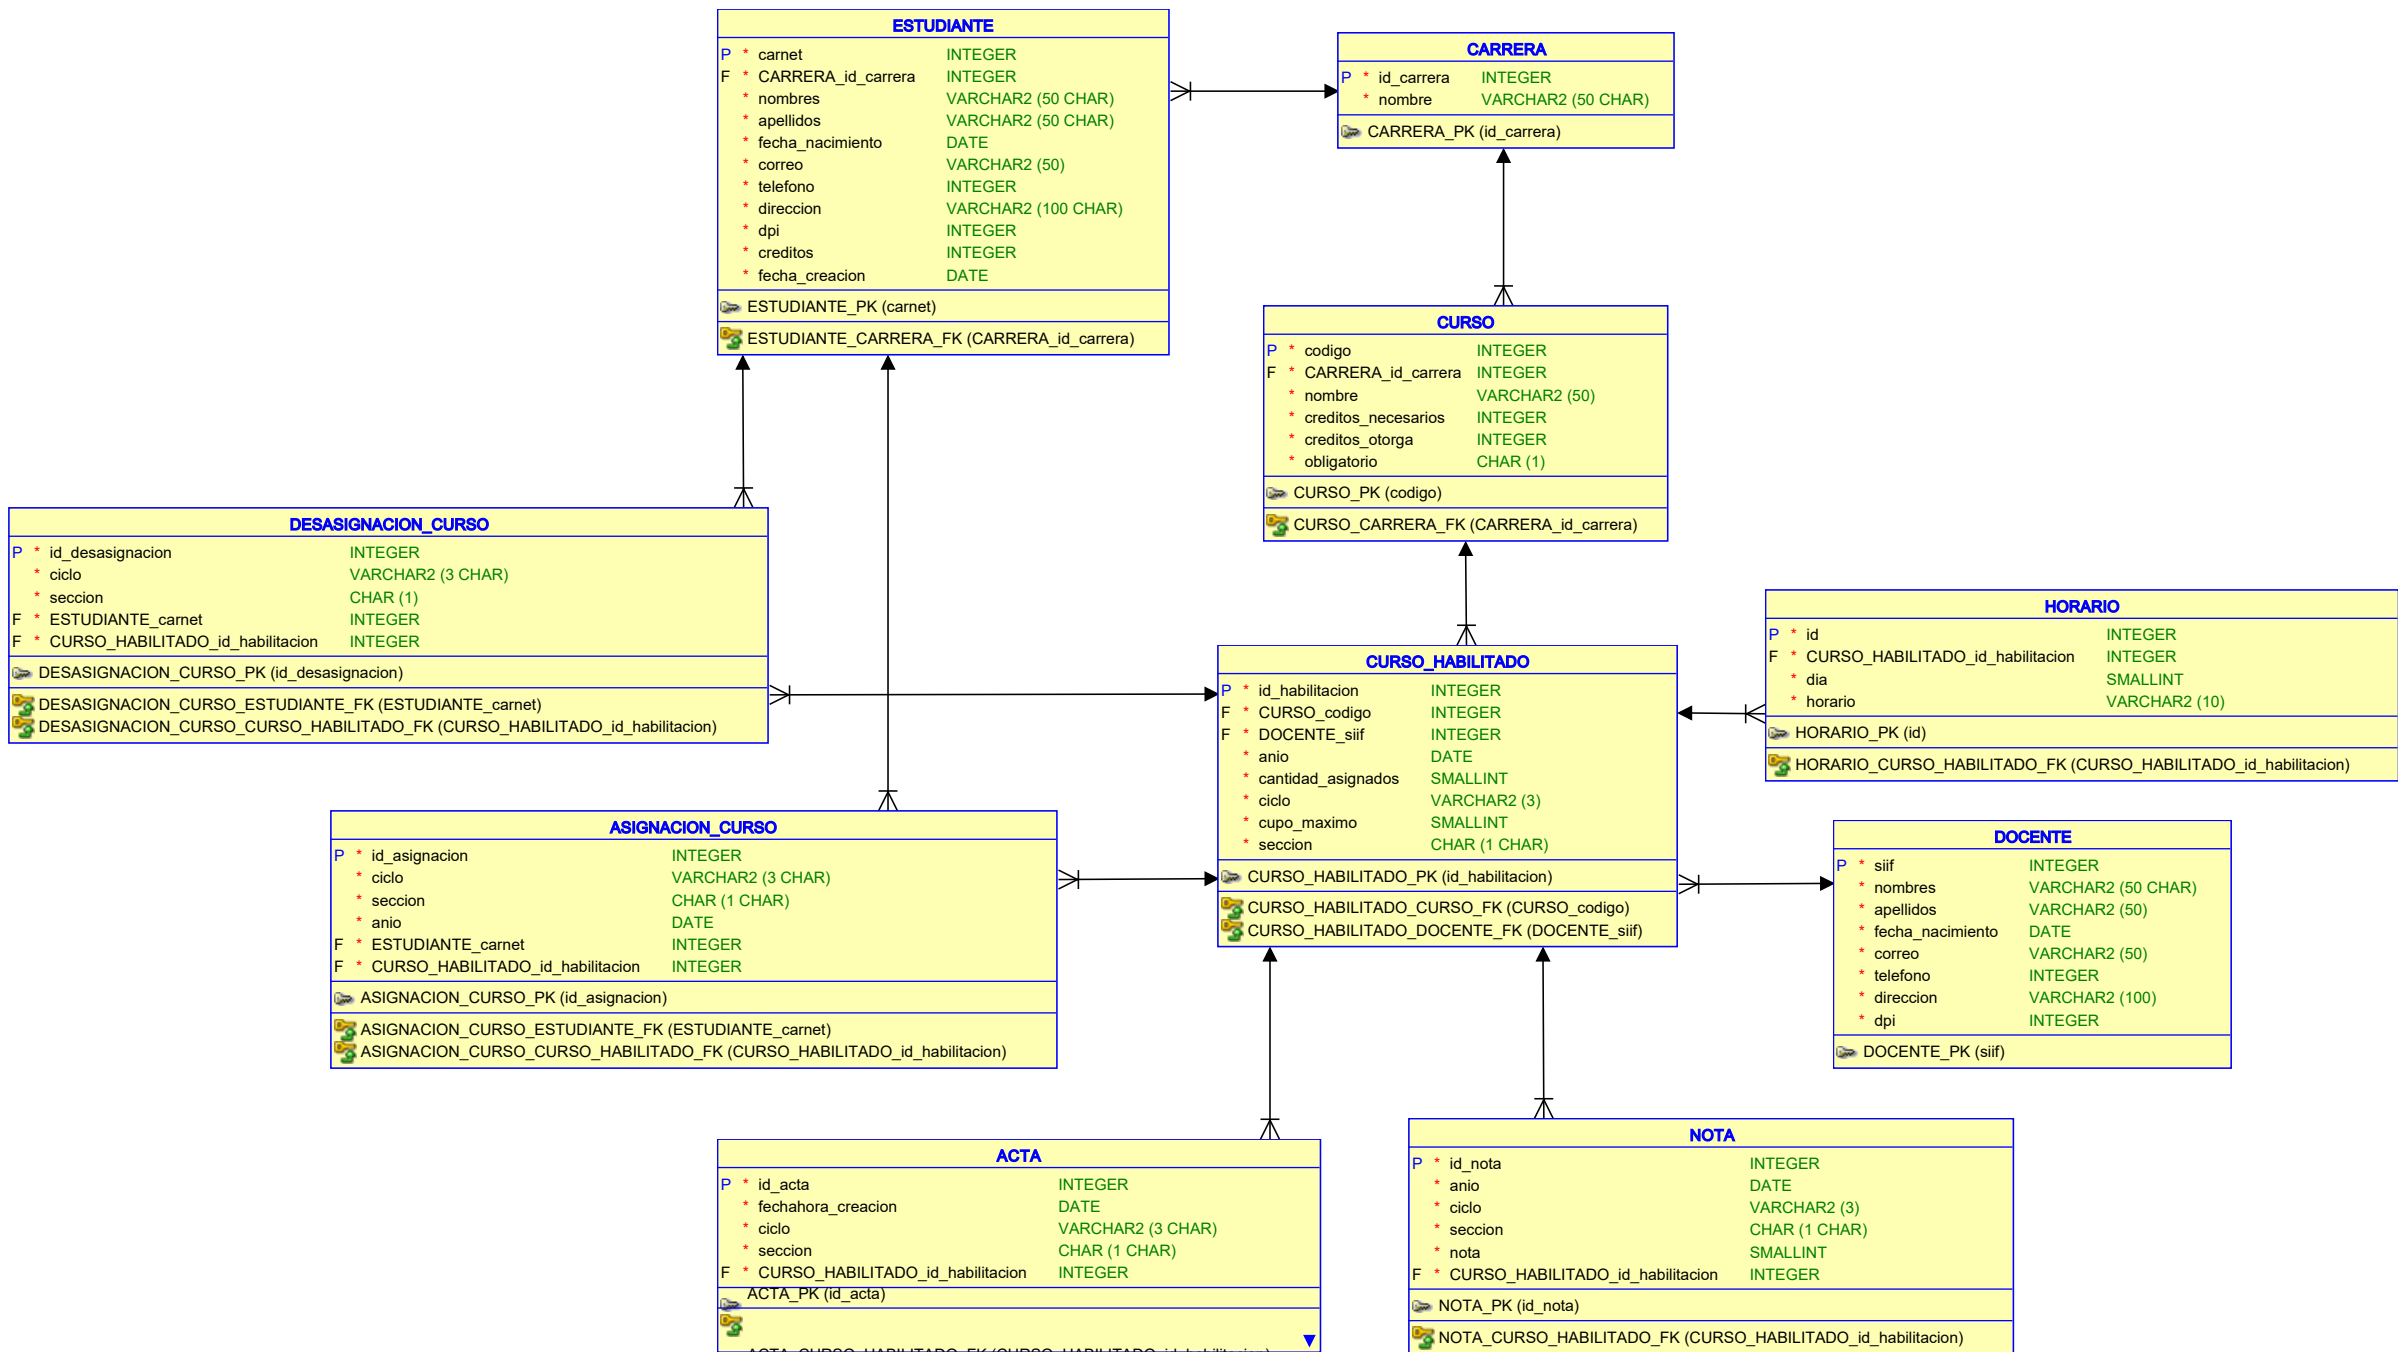 ESTUDIANTE
P * carnet INTEGER
F * CARRERA_id_carrera INTEGER
* nombres VARCHAR2 (50 CHAR)
* apellidos VARCHAR2 (50 CHAR)
* fecha_nacimiento DATE
* correo VARCHAR2 (50)
* telefono INTEGER
* direccion VARCHAR2 (100 CHAR)
* dpi INTEGER
* creditos INTEGER
* fecha_creacion DATE
ESTUDIANTE_PK (carnet)
ESTUDIANTE_CARRERA_FK (CARRERA_id_carrera)
CARRERA
P * id_carrera INTEGER
* nombre VARCHAR2 (50 CHAR)
CARRERA_PK (id_carrera)
CURSO
P * codigo INTEGER
F * CARRERA_id_carrera INTEGER
* nombre VARCHAR2 (50)
* creditos_necesarios INTEGER
* creditos_otorga INTEGER
* obligatorio CHAR (1)
CURSO_PK (codigo)
CURSO_CARRERA_FK (CARRERA_id_carrera)
DESASIGNACION_CURSO
P * id_desasignacion INTEGER
* ciclo VARCHAR2 (3 CHAR)
* seccion CHAR (1)
F * ESTUDIANTE_carnet INTEGER
F * CURSO_HABILITADO_id_habilitacion INTEGER
DESASIGNACION_CURSO_PK (id_desasignacion)
DESASIGNACION_CURSO_ESTUDIANTE_FK (ESTUDIANTE_carnet)
DESASIGNACION_CURSO_CURSO_HABILITADO_FK (CURSO_HABILITADO_id_habilitacion)
HORARIO
P * id INTEGER
F * CURSO_HABILITADO_id_habilitacion INTEGER
* dia SMALLINT
* horario VARCHAR2 (10)
HORARIO_PK (id)
HORARIO_CURSO_HABILITADO_FK (CURSO_HABILITADO_id_habilitacion)
CURSO_HABILITADO
P * id_habilitacion INTEGER
F * CURSO_codigo INTEGER
F * DOCENTE_siif INTEGER
* anio DATE
* cantidad_asignados SMALLINT
* ciclo VARCHAR2 (3)
* cupo_maximo SMALLINT
* seccion CHAR (1 CHAR)
CURSO_HABILITADO_PK (id_habilitacion)
CURSO_HABILITADO_CURSO_FK (CURSO_codigo)
CURSO_HABILITADO_DOCENTE_FK (DOCENTE_siif)
ASIGNACION_CURSO
P * id_asignacion INTEGER
* ciclo VARCHAR2 (3 CHAR)
* seccion CHAR (1 CHAR)
* anio DATE
F * ESTUDIANTE_carnet INTEGER
F * CURSO_HABILITADO_id_habilitacion INTEGER
ASIGNACION_CURSO_PK (id_asignacion)
ASIGNACION_CURSO_ESTUDIANTE_FK (ESTUDIANTE_carnet)
ASIGNACION_CURSO_CURSO_HABILITADO_FK (CURSO_HABILITADO_id_habilitacion)
DOCENTE
P * siif INTEGER
* nombres VARCHAR2 (50 CHAR)
* apellidos VARCHAR2 (50)
* fecha_nacimiento DATE
* correo VARCHAR2 (50)
* telefono INTEGER
* direccion VARCHAR2 (100)
* dpi INTEGER
DOCENTE_PK (siif)
ACTA
P * id_acta INTEGER
* fechahora_creacion DATE
* ciclo VARCHAR2 (3 CHAR)
* seccion CHAR (1 CHAR)
F * CURSO_HABILITADO_id_habilitacion INTEGER
ACTA_PK (id_acta)
NOTA
P * id_nota INTEGER
* anio DATE
* ciclo VARCHAR2 (3)
* seccion CHAR (1 CHAR)
* nota SMALLINT
F * CURSO_HABILITADO_id_habilitacion INTEGER
NOTA_PK (id_nota)
NOTA_CURSO_HABILITADO_FK (CURSO_HABILITADO_id_habilitacion)